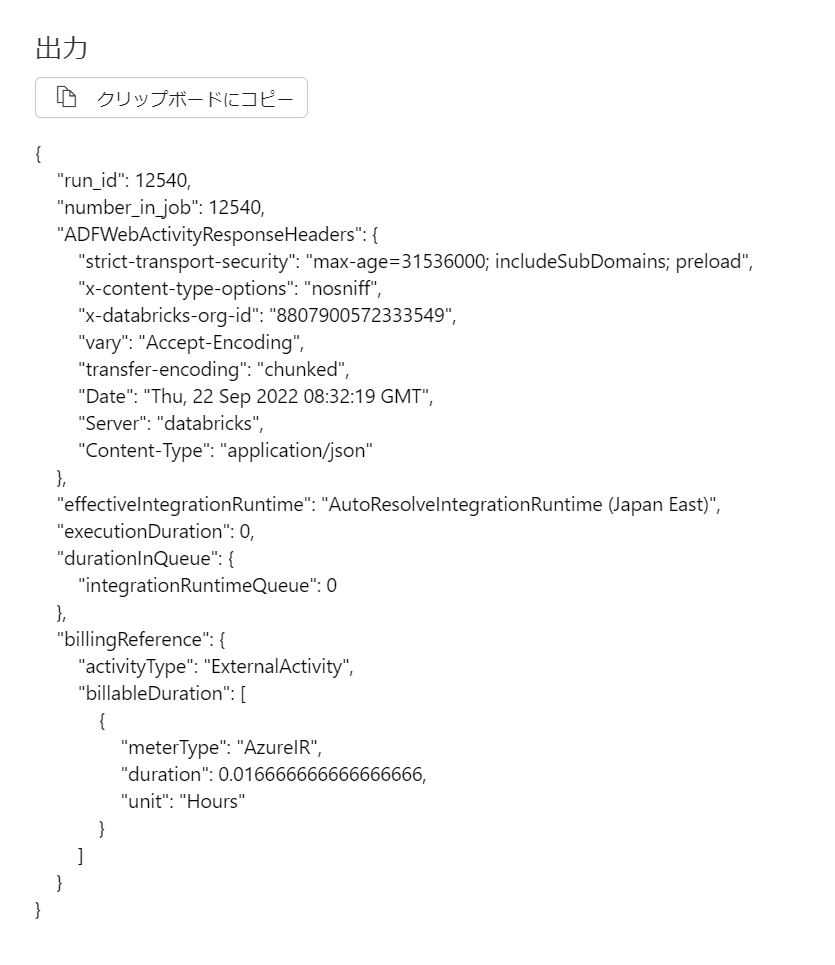 出力
クリップボードにコピー
{
"run_id": 12540,
"number_in_job": 12540,
"ADFWebActivityResponseHeaders": {
"strict-transport-security": "max-age=31536000; includeSubDomains; preload",
"x-content-type-options": "nosniff",
"x-databricks-org-id": "8807900572333549",
"vary": "Accept-Encoding",
"transfer-encoding": "chunked",
"Date": "Thu, 22 Sep 2022 08:32:19 GMT",
"Server": "databricks",
"Content-Type": "application/json"
},
"effectiveIntegrationRuntime": "AutoResolveIntegrationRuntime (Japan East)",
"executionDuration": 0,
"durationInQueue": {
"integrationRuntimeQueue": 0
},
"billingReference": {
"activityType": "ExternalActivity",
"billableDuration": [
{
"meterType": "AzureIR",
"duration": 0.016666666666666666,
"unit": "Hours"
}
]
}
}